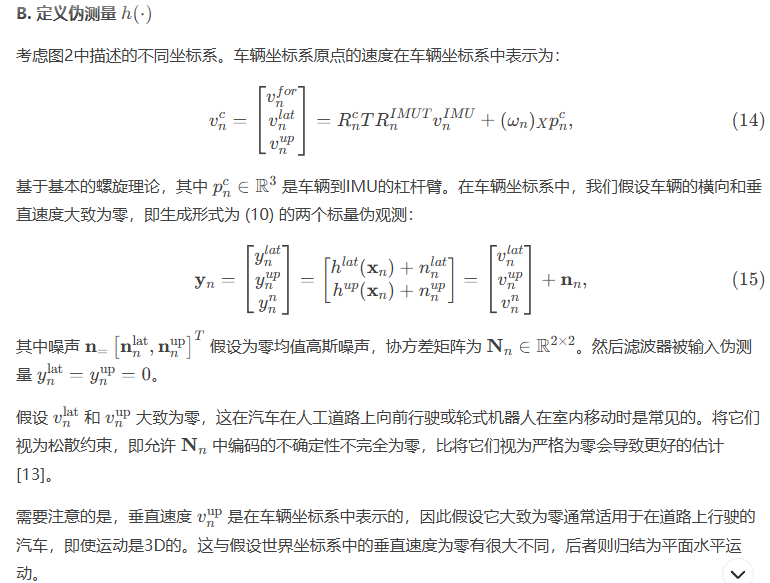 B. 定义伪测量 $h(\cdot)$
考虑图2中描述的不同坐标系。车辆坐标系原点的速度在车辆坐标系中表示为：
$v_n^c = \begin{bmatrix} v_n^{for} \\ v_n^{lat} \\ v_n^{up} \end{bmatrix} = R_n^c T R_n^{IMUT} v_n^{IMU} + (\omega_n)_X p_n^c,$ (14)
基于基本的螺旋理论，其中 $p_n^c \in \mathbb{R}^3$ 是车辆到IMU的杠杆臂。在车辆坐标系中，我们假设车辆的横向和垂
直速度大致为零，即生成形式为 (10) 的两个标量伪观测：
$\mathbf{y}_n = \begin{bmatrix} y_n^{lat} \\ y_n^{up} \\ y_n^n \end{bmatrix} = \begin{bmatrix} h^{lat}(\mathbf{x}_n) + n_n^{lat} \\ h^{up}(\mathbf{x}_n) + n_n^{up} \end{bmatrix} = \begin{bmatrix} v_n^{lat} \\ v_n^{up} \\ v_n^n \end{bmatrix} + \mathbf{n}_n,$ (15)
其中噪声 $\mathbf{n}_= \left[ \mathbf{n}_n^{\text{lat}}, \mathbf{n}_n^{\text{up}} \right]^T$ 假设为零均值高斯噪声，协方差矩阵为 $\mathbf{N}_n \in \mathbb{R}^{2 \times 2}$。然后滤波器被输入伪测
量 $y_n^{\text{lat}} = y_n^{\text{up}} = 0$。
假设 $v_n^{\text{lat}}$ 和 $v_n^{\text{up}}$ 大致为零，这在汽车在人工道路上向前行驶或轮式机器人在室内移动时是常见的。将它们
视为松散约束，即允许 $\mathbf{N}_n$ 中编码的不确定性不完全为零，比将它们视为严格为零会导致更好的估计
[13]。
需要注意的是，垂直速度 $v_n^{\text{up}}$ 是在车辆坐标系中表示的，因此假设它大致为零通常适用于在道路上行驶的
汽车，即使运动是3D的。这与假设世界坐标系中的垂直速度为零有很大不同，后者则归结为平面水平运
动。